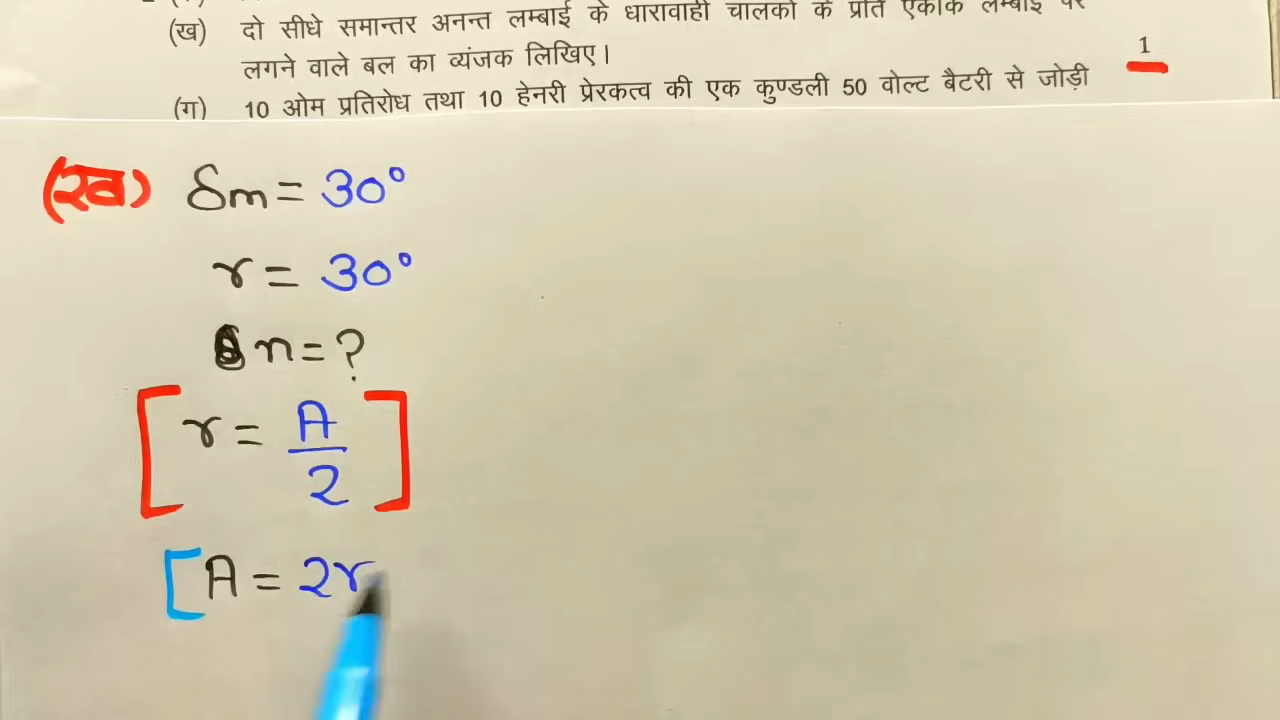 (ख) दो सीधे समान्तर अनन्त लम्बाई के धारावाही चालकों के प्रति एकांक लम्बाई पर
लगने वाले बल का व्यंजक लिखिए। 1
(ग) 10 ओम प्रतिरोध तथा 10 हेनरी प्रेरकत्व की एक कुण्डली 50 वोल्ट बैटरी से जोड़ी
(ख) δm = 30°
r = 30°
n = ?
[r = A/2]
[A = 2r